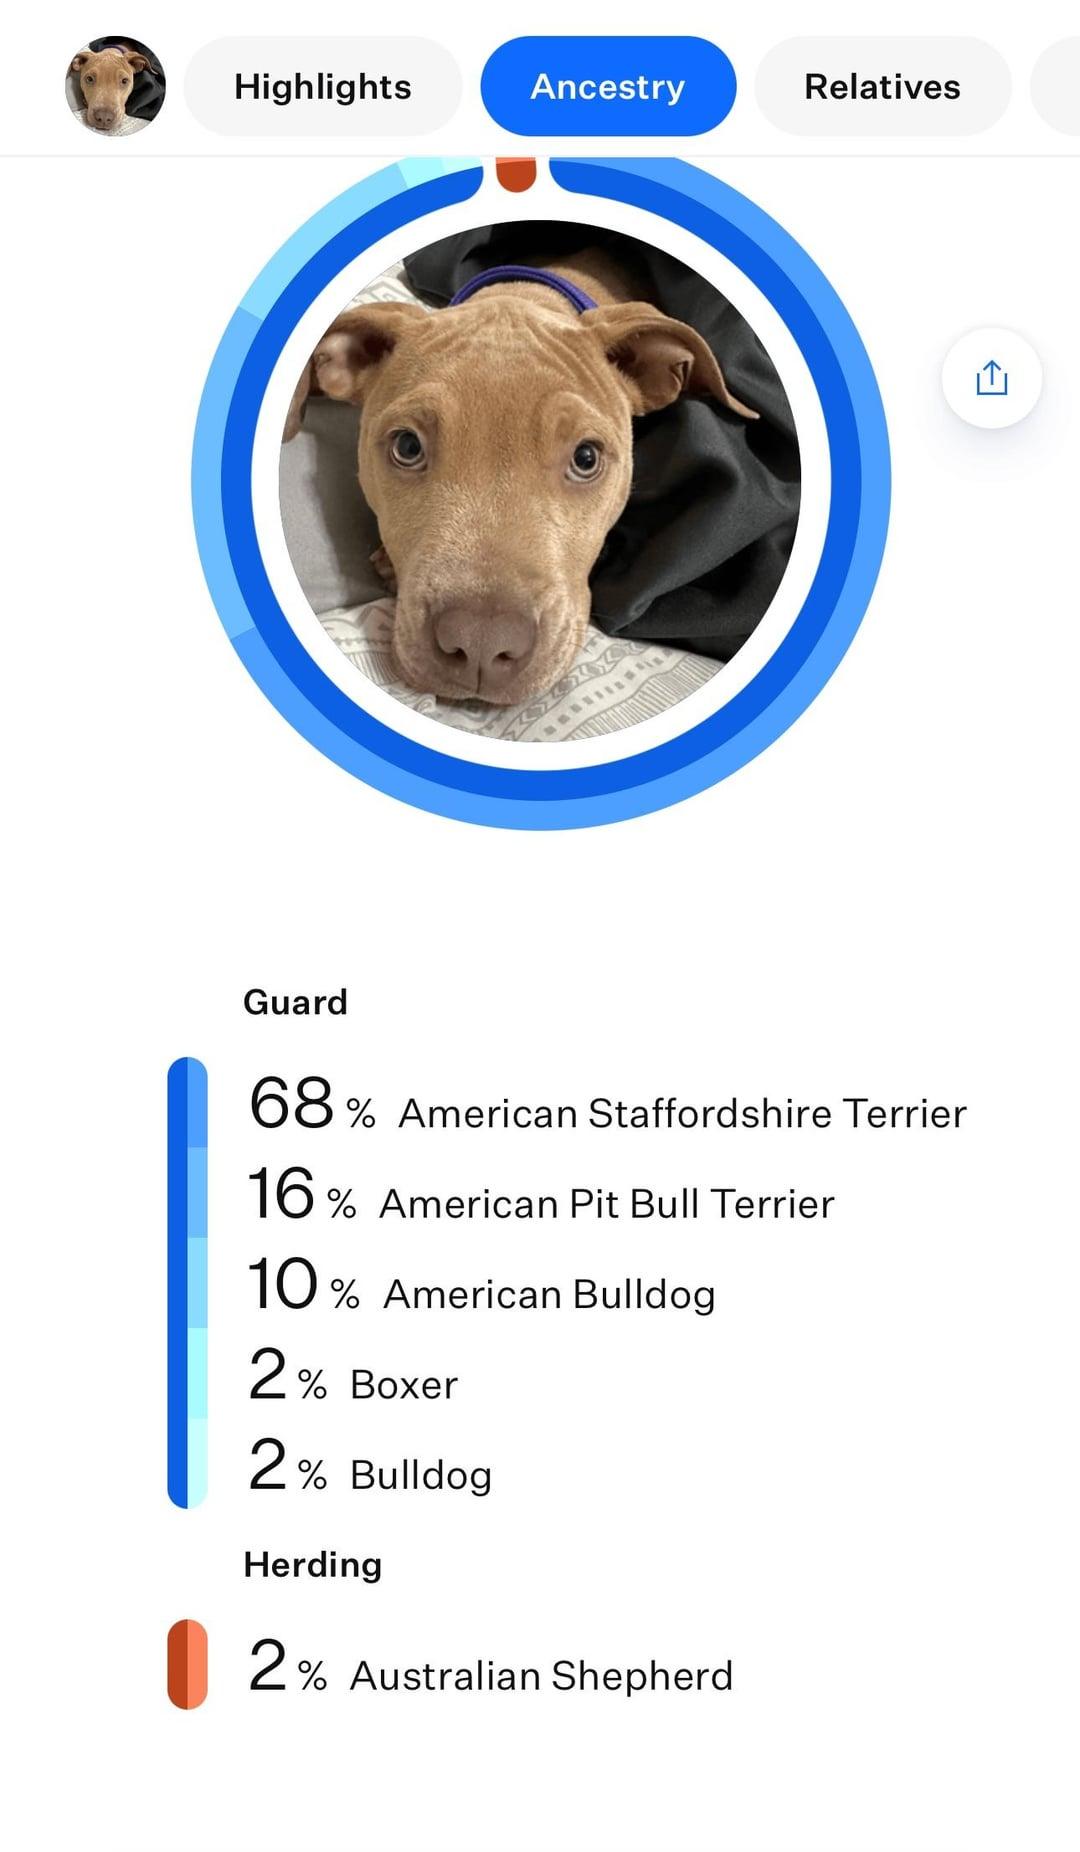 Highlights Ancestry Relatives
Guard
68 % American Staffordshire Terrier
16 % American Pit Bull Terrier
10 % American Bulldog
2 % Boxer
2 % Bulldog
Herding
2 % Australian Shepherd